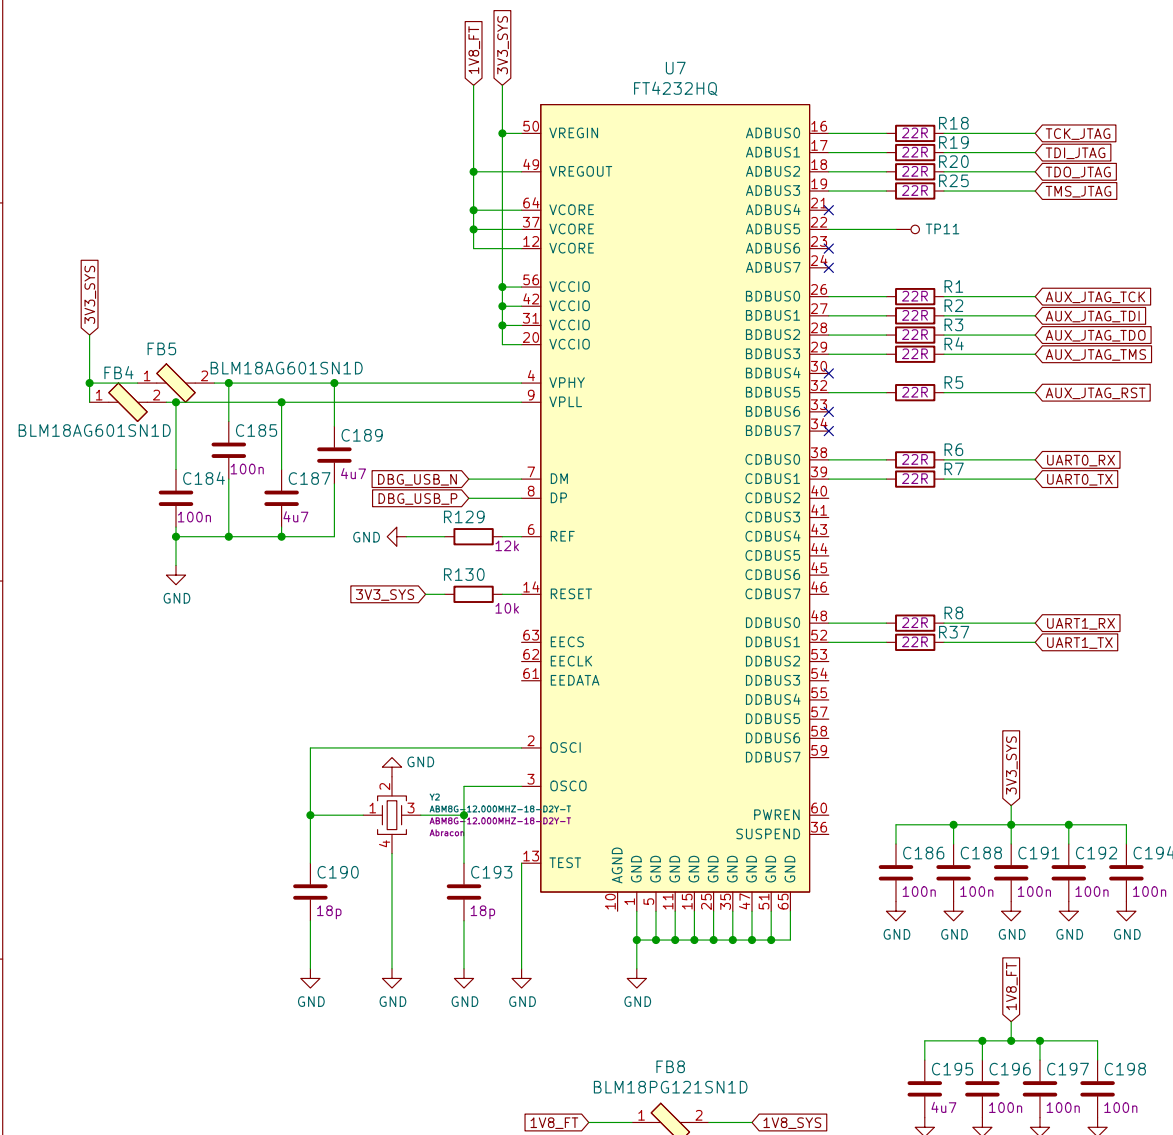 1V8_FT
3V3_SYS
U7
FT4232HQ
50 VREGIN
49 VREGOUT
64 VCORE
37 VCORE
12 VCORE
56 VCCIO
42 VCCIO
31 VCCIO
20 VCCIO
4 VPHY
9 VPLL
7 DM
8 DP
6 REF
14 RESET
63 EECS
62 EECLK
61 EEDATA
2 OSCI
3 OSCO
13 TEST
ADBUS0 16 22R R18 TCK_JTAG
ADBUS1 17 22R R19 TDI_JTAG
ADBUS2 18 22R R20 TDO_JTAG
ADBUS3 19 22R R25 TMS_JTAG
ADBUS4 21
ADBUS5 22 TP11
ADBUS6 23
ADBUS7 24
BDBUS0 26 22R R1 AUX_JTAG_TCK
BDBUS1 27 22R R2 AUX_JTAG_TDI
BDBUS2 28 22R R3 AUX_JTAG_TDO
BDBUS3 29 22R R4 AUX_JTAG_TMS
BDBUS4 30
BDBUS5 32 22R R5 AUX_JTAG_RST
BDBUS6 33
BDBUS7 34
CDBUS0 38 22R R6 UART0_RX
CDBUS1 39 22R R7 UART0_TX
CDBUS2 40
CDBUS3 41
CDBUS4 43
CDBUS5 44
CDBUS6 45
CDBUS7 46
DDBUS0 48 22R R8 UART1_RX
DDBUS1 52 22R R37 UART1_TX
DDBUS2 53
DDBUS3 54
DDBUS4 55
DDBUS5 57
DDBUS6 58
DDBUS7 59
PWREN 60
SUSPEND 36
AGND GND GND GND GND GND GND GND GND GND
10 1 5 11 15 25 35 47 51 65
GND
3V3_SYS
FB5
1 2 BLM18AG601SN1D
FB4
1 2
BLM18AG601SN1D
C185
100n
C189
4u7
C184
100n
C187
4u7
GND
DBG_USB_N
DBG_USB_P
R129
GND 12k
R130
3V3_SYS 10k
GND
2
1 3
4
Y2
ABM8G-12.000MHZ-18-D2Y-T
ABM8G-12.000MHZ-18-D2Y-T
Abracon
C190
18p
C193
18p
GND GND GND GND
3V3_SYS
C186 C188 C191 C192 C194
100n 100n 100n 100n 100n
GND GND GND GND GND
1V8_FT
C195 C196 C197 C198
4u7 100n 100n 100n
FB8
BLM18PG121SN1D
1V8_FT 1 2 1V8_SYS